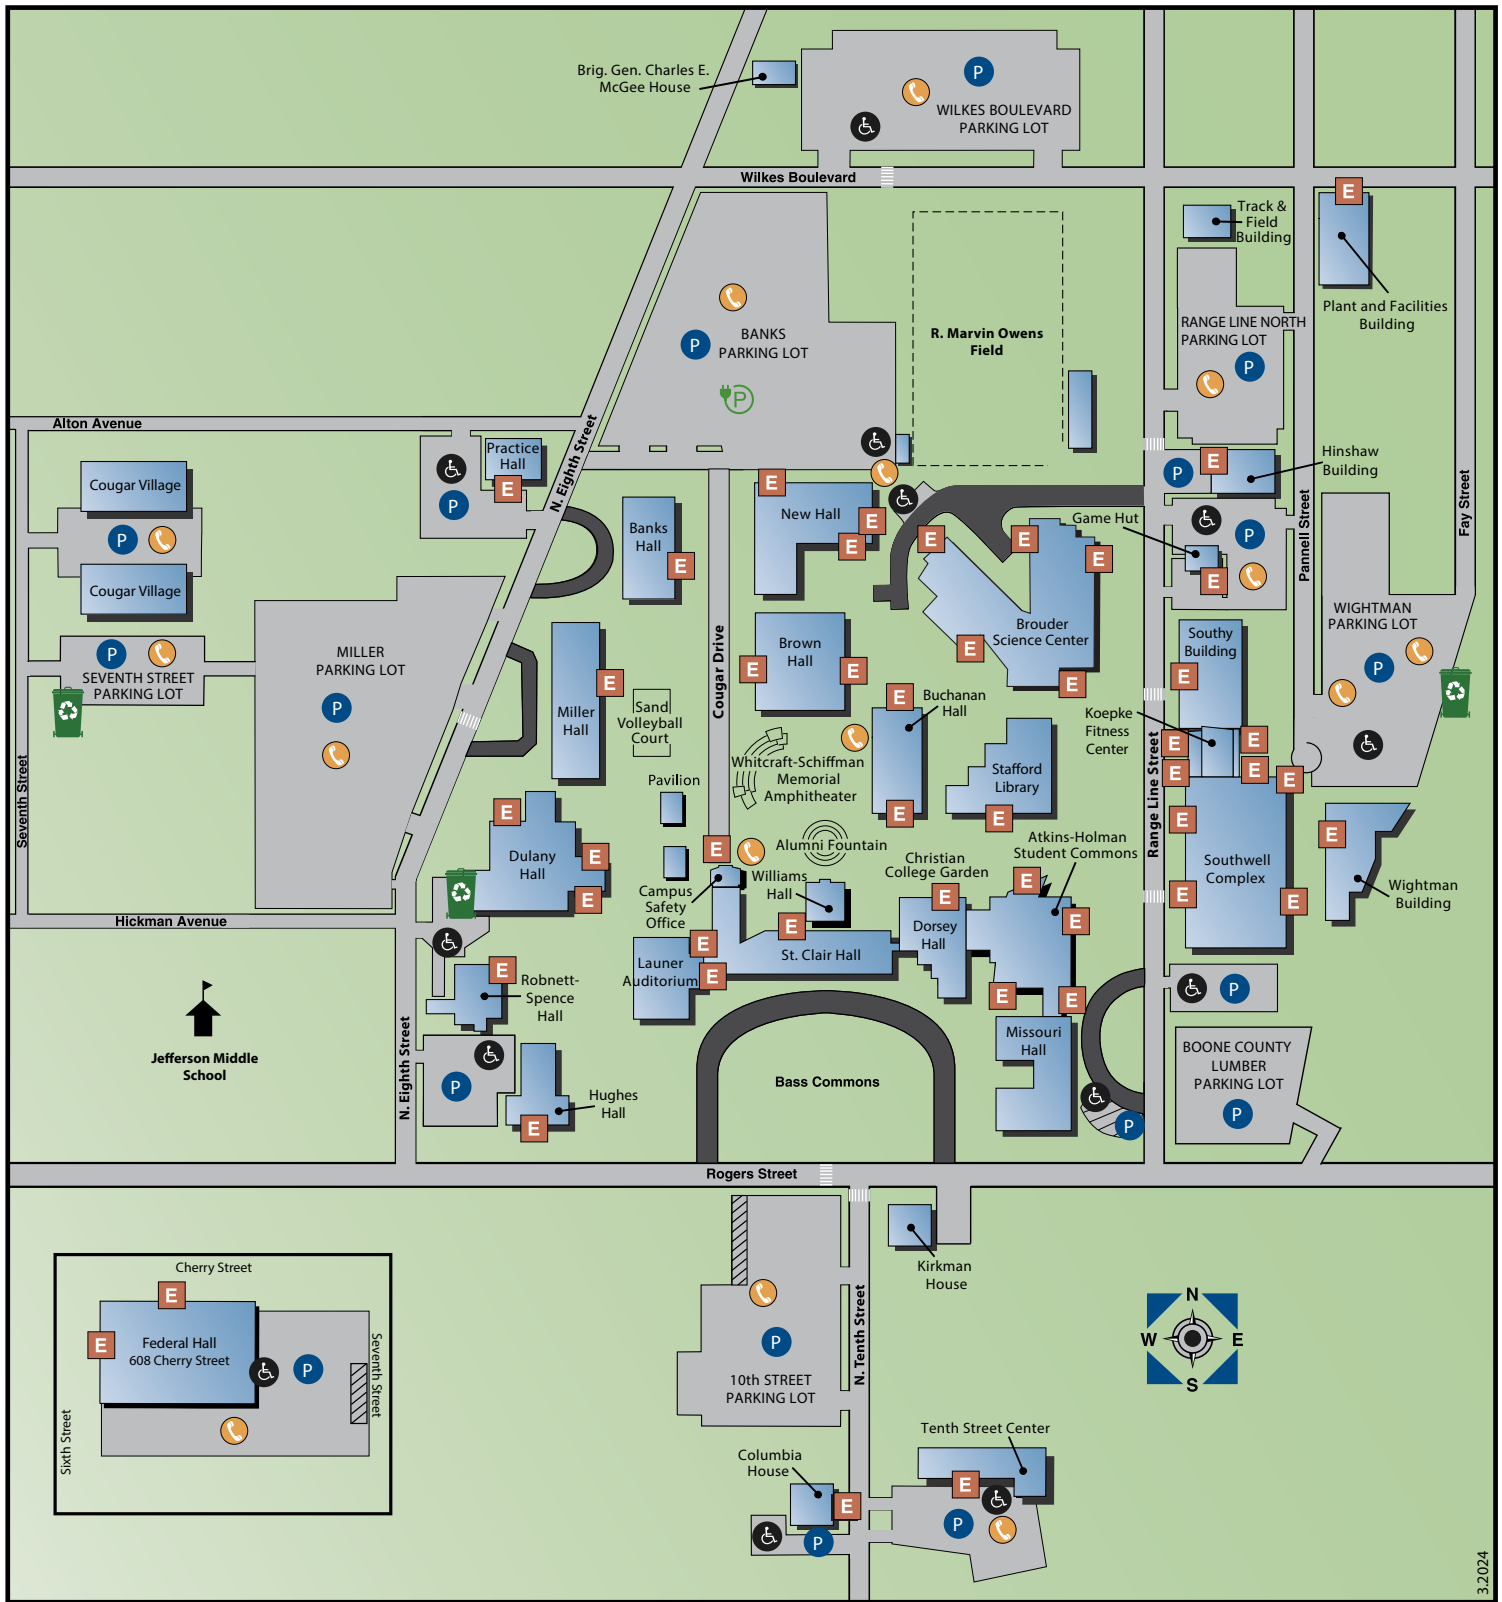 Brig. Gen. Charles E.
McGee House
P
WILKES BOULEVARD
PARKING LOT
Wilkes Boulevard
E
Track &
Field
Building
Plant and Facilities
Building
BANKS
PARKING LOT
P
P
R. Marvin Owens
Field
RANGE LINE NORTH
PARKING LOT
P
Alton Avenue
N. Eighth Street
Practice
Hall
E
P
Cougar Village
P
Cougar Village
E
New Hall
E
E
Banks
Hall
E
P
E
Hinshaw
Building
Game Hut
P
E
Pannell Street
Fay Street
E
E
E
Brouder
Science Center
E
E
P
SEVENTH STREET
PARKING LOT
MILLER
PARKING LOT
P
Cougar Drive
Brown
Hall
E
E
Southy
Building
E
WIGHTMAN
PARKING LOT
P
Miller
Hall
E
Sand
Volleyball
Court
E
Buchanan
Hall
E
Koepke
Fitness
Center
E
E
E
E
E
Whitcraft-Schiffman
Memorial
Amphitheater
Stafford
Library
E
Pavilion
Seventh Street
Range Line Street
E
Dulany
Hall
E
E
E
Alumni Fountain
Campus
Safety
Office
Williams
Hall
Christian
College Garden
Atkins-Holman
Student Commons
E
Southwell
Complex
E
E
E
E
Wightman
Building
Hickman Avenue
E
St. Clair Hall
E
Dorsey
Hall
E
E
E
E
Launer
Auditorium
E
E
Robnett-
Spence
Hall
E
P
Jefferson Middle
School
N. Eighth Street
P
Hughes
Hall
E
Bass Commons
Missouri
Hall
P
BOONE COUNTY
LUMBER
PARKING LOT
P
Rogers Street
Kirkman
House
Cherry Street
E
Federal Hall
608 Cherry Street
E
P
Seventh Street
Sixth Street
P
10th STREET
PARKING LOT
N. Tenth Street
N
W
E
S
Tenth Street Center
E
P
Columbia
House
E
P
3.2024